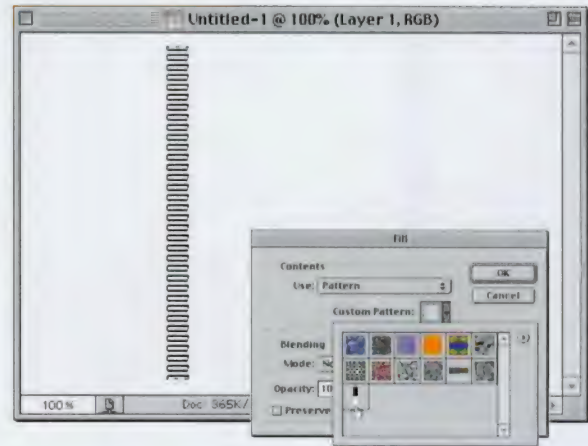 Untitled-1 @ 100% (Layer 1, RGB)
Fill
Contents
OK
Use: Pattern
Cancel
Custom Pattern:
Blending
Mode:
Opacity: 10
Preserve
100% Doc: 365K/